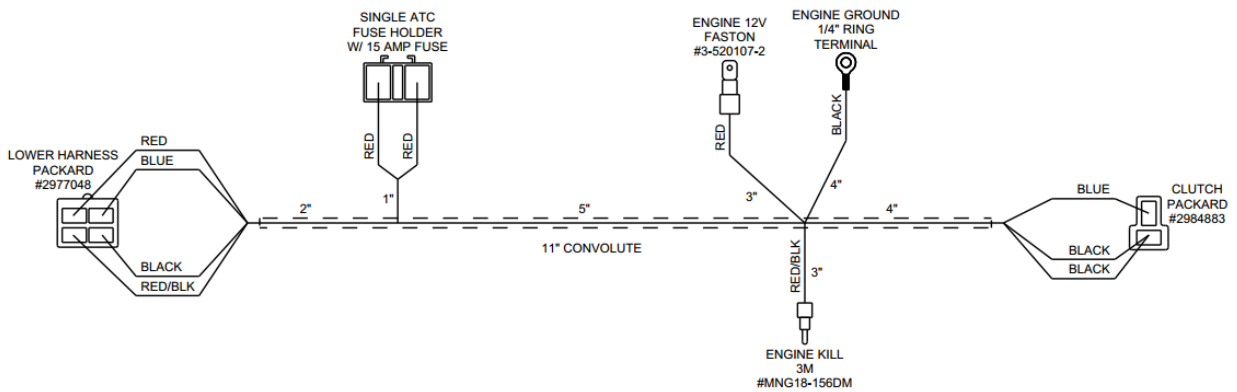 SINGLE ATC
FUSE HOLDER
W/ 15 AMP FUSE
ENGINE 12V
FASTON
#3-520107-2
ENGINE GROUND
1/4" RING
TERMINAL
RED
RED
RED
BLACK
LOWER HARNESS
PACKARD
#2977048
RED
BLUE
BLACK
RED/BLK
2"
1"
5"
11" CONVOLUTE
3"
4"
4"
RED/BLK
3"
ENGINE KILL
3M
#MNG18-156DM
BLUE
BLACK
BLACK
CLUTCH
PACKARD
#2984883